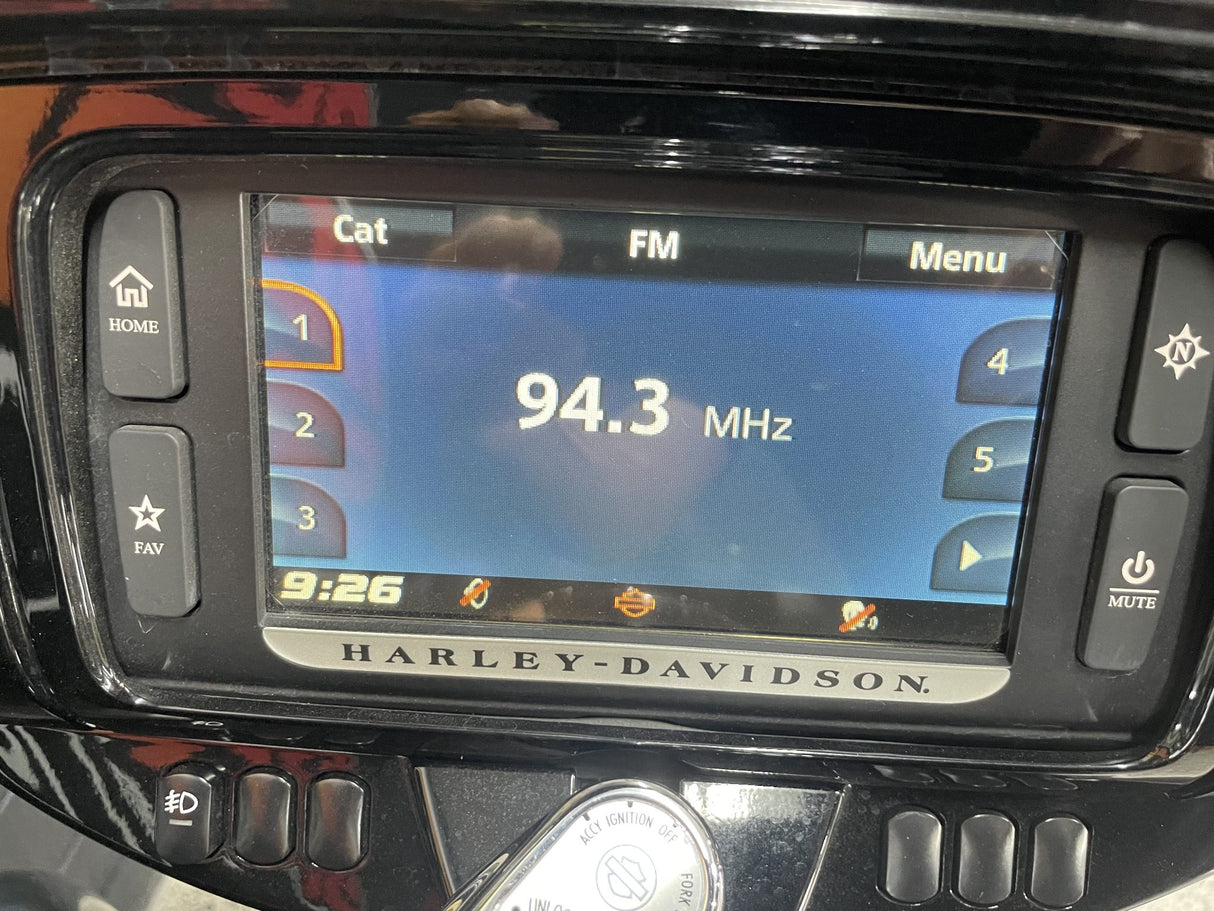 Cat
FM
Menu
HOME
1
4
N
94.3 MHz
2
5
FAV
3
9:26
MUTE
HARLEY-DAVIDSON.
ACCY IGNITION OFF
FORK